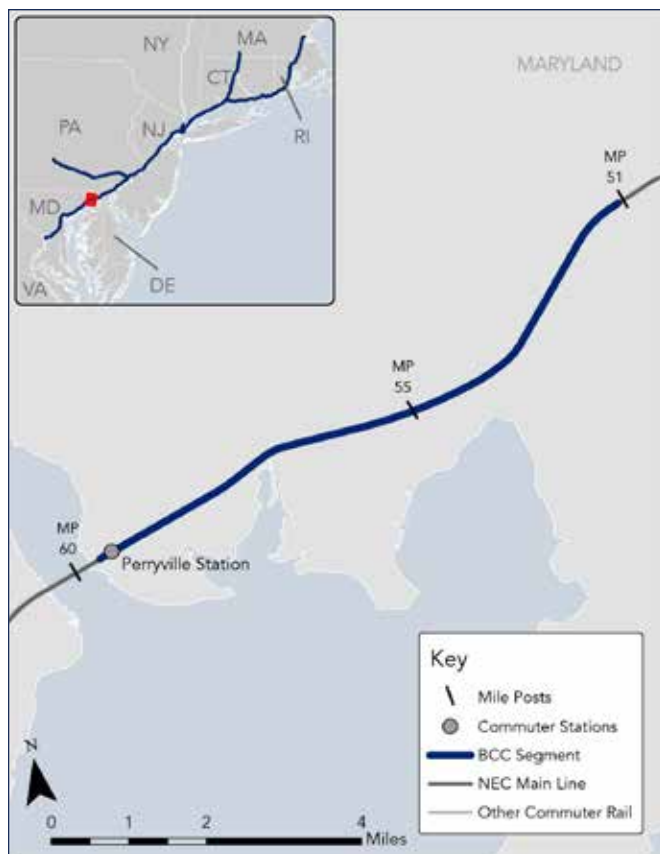 NY
MA
CT
RI
PA
NJ
MD
DE
VA
MARYLAND
MP
51
MP
55
MP
60
Perryville Station
Key
Mile Posts
Commuter Stations
BCC Segment
NEC Main Line
Other Commuter Rail
N
0 1 2 4
Miles